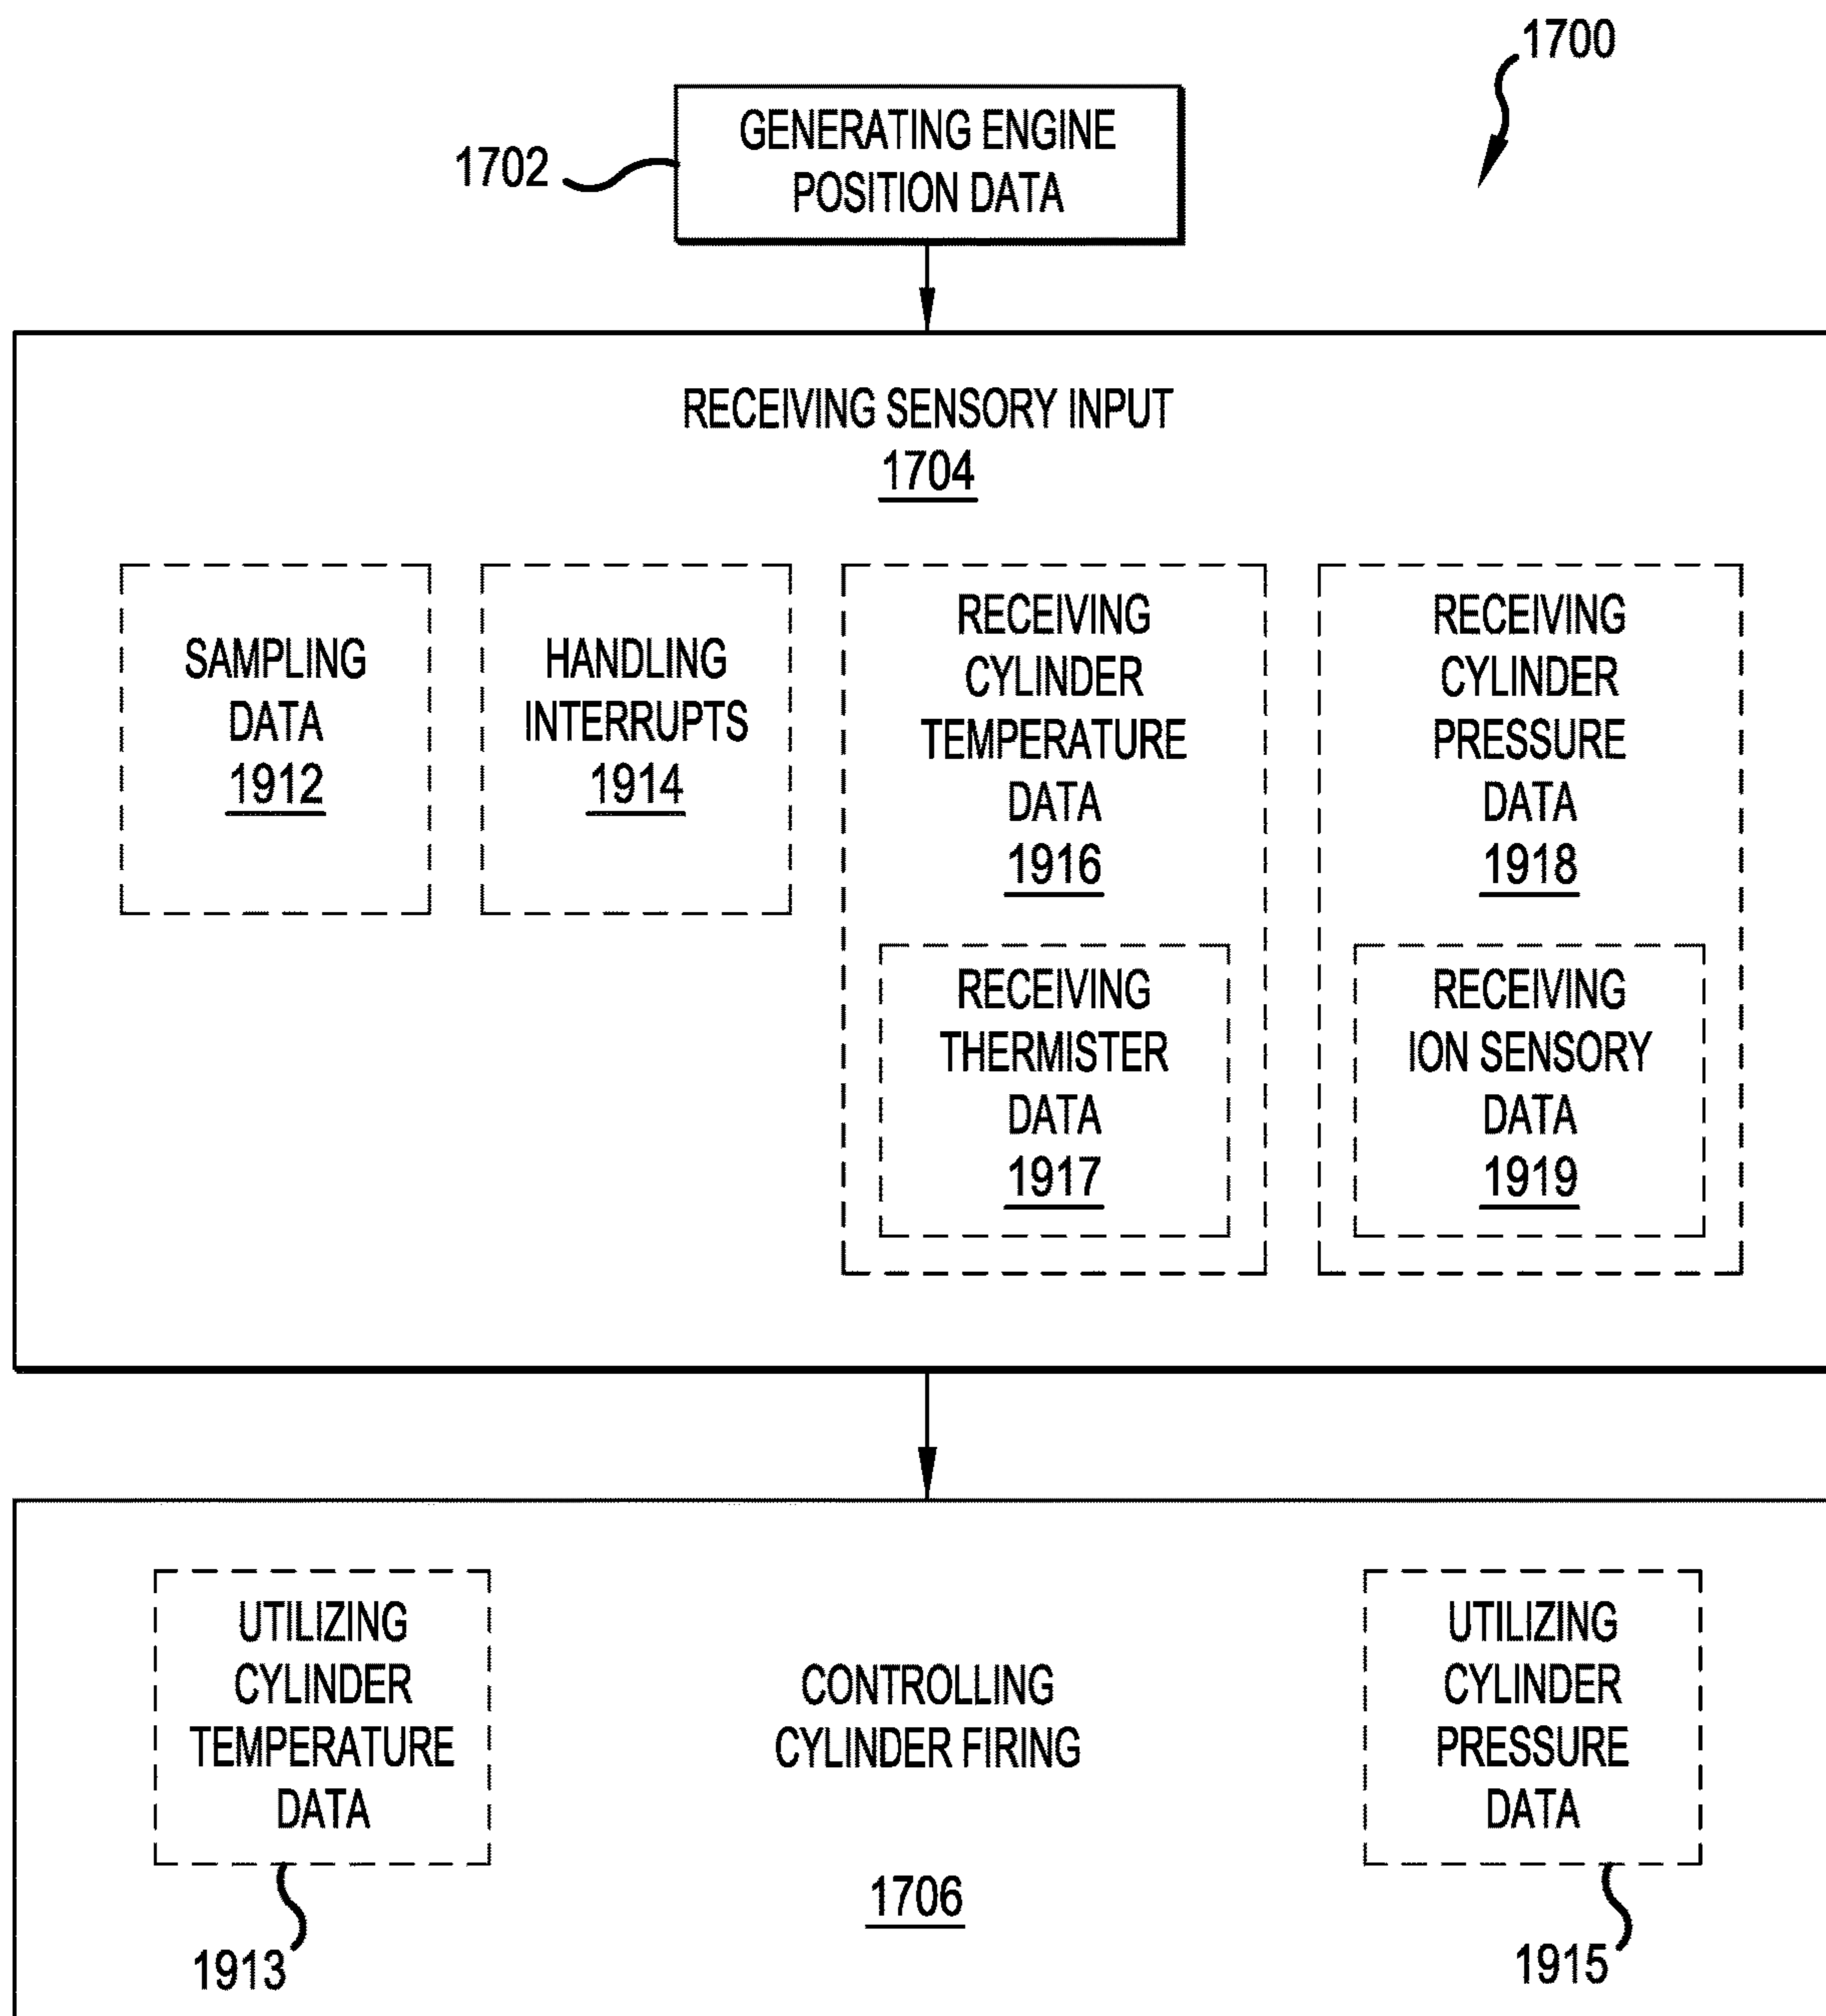 1700
GENERATING ENGINE
POSITION DATA
1702
RECEIVING SENSORY INPUT
1704
SAMPLING
DATA
1912
HANDLING
INTERRUPTS
1914
RECEIVING
CYLINDER
TEMPERATURE
DATA
1916
RECEIVING
THERMISTER
DATA
1917
RECEIVING
CYLINDER
PRESSURE
DATA
1918
RECEIVING
ION SENSORY
DATA
1919
UTILIZING
CYLINDER
TEMPERATURE
DATA
1913
CONTROLLING
CYLINDER FIRING
1706
UTILIZING
CYLINDER
PRESSURE
DATA
1915